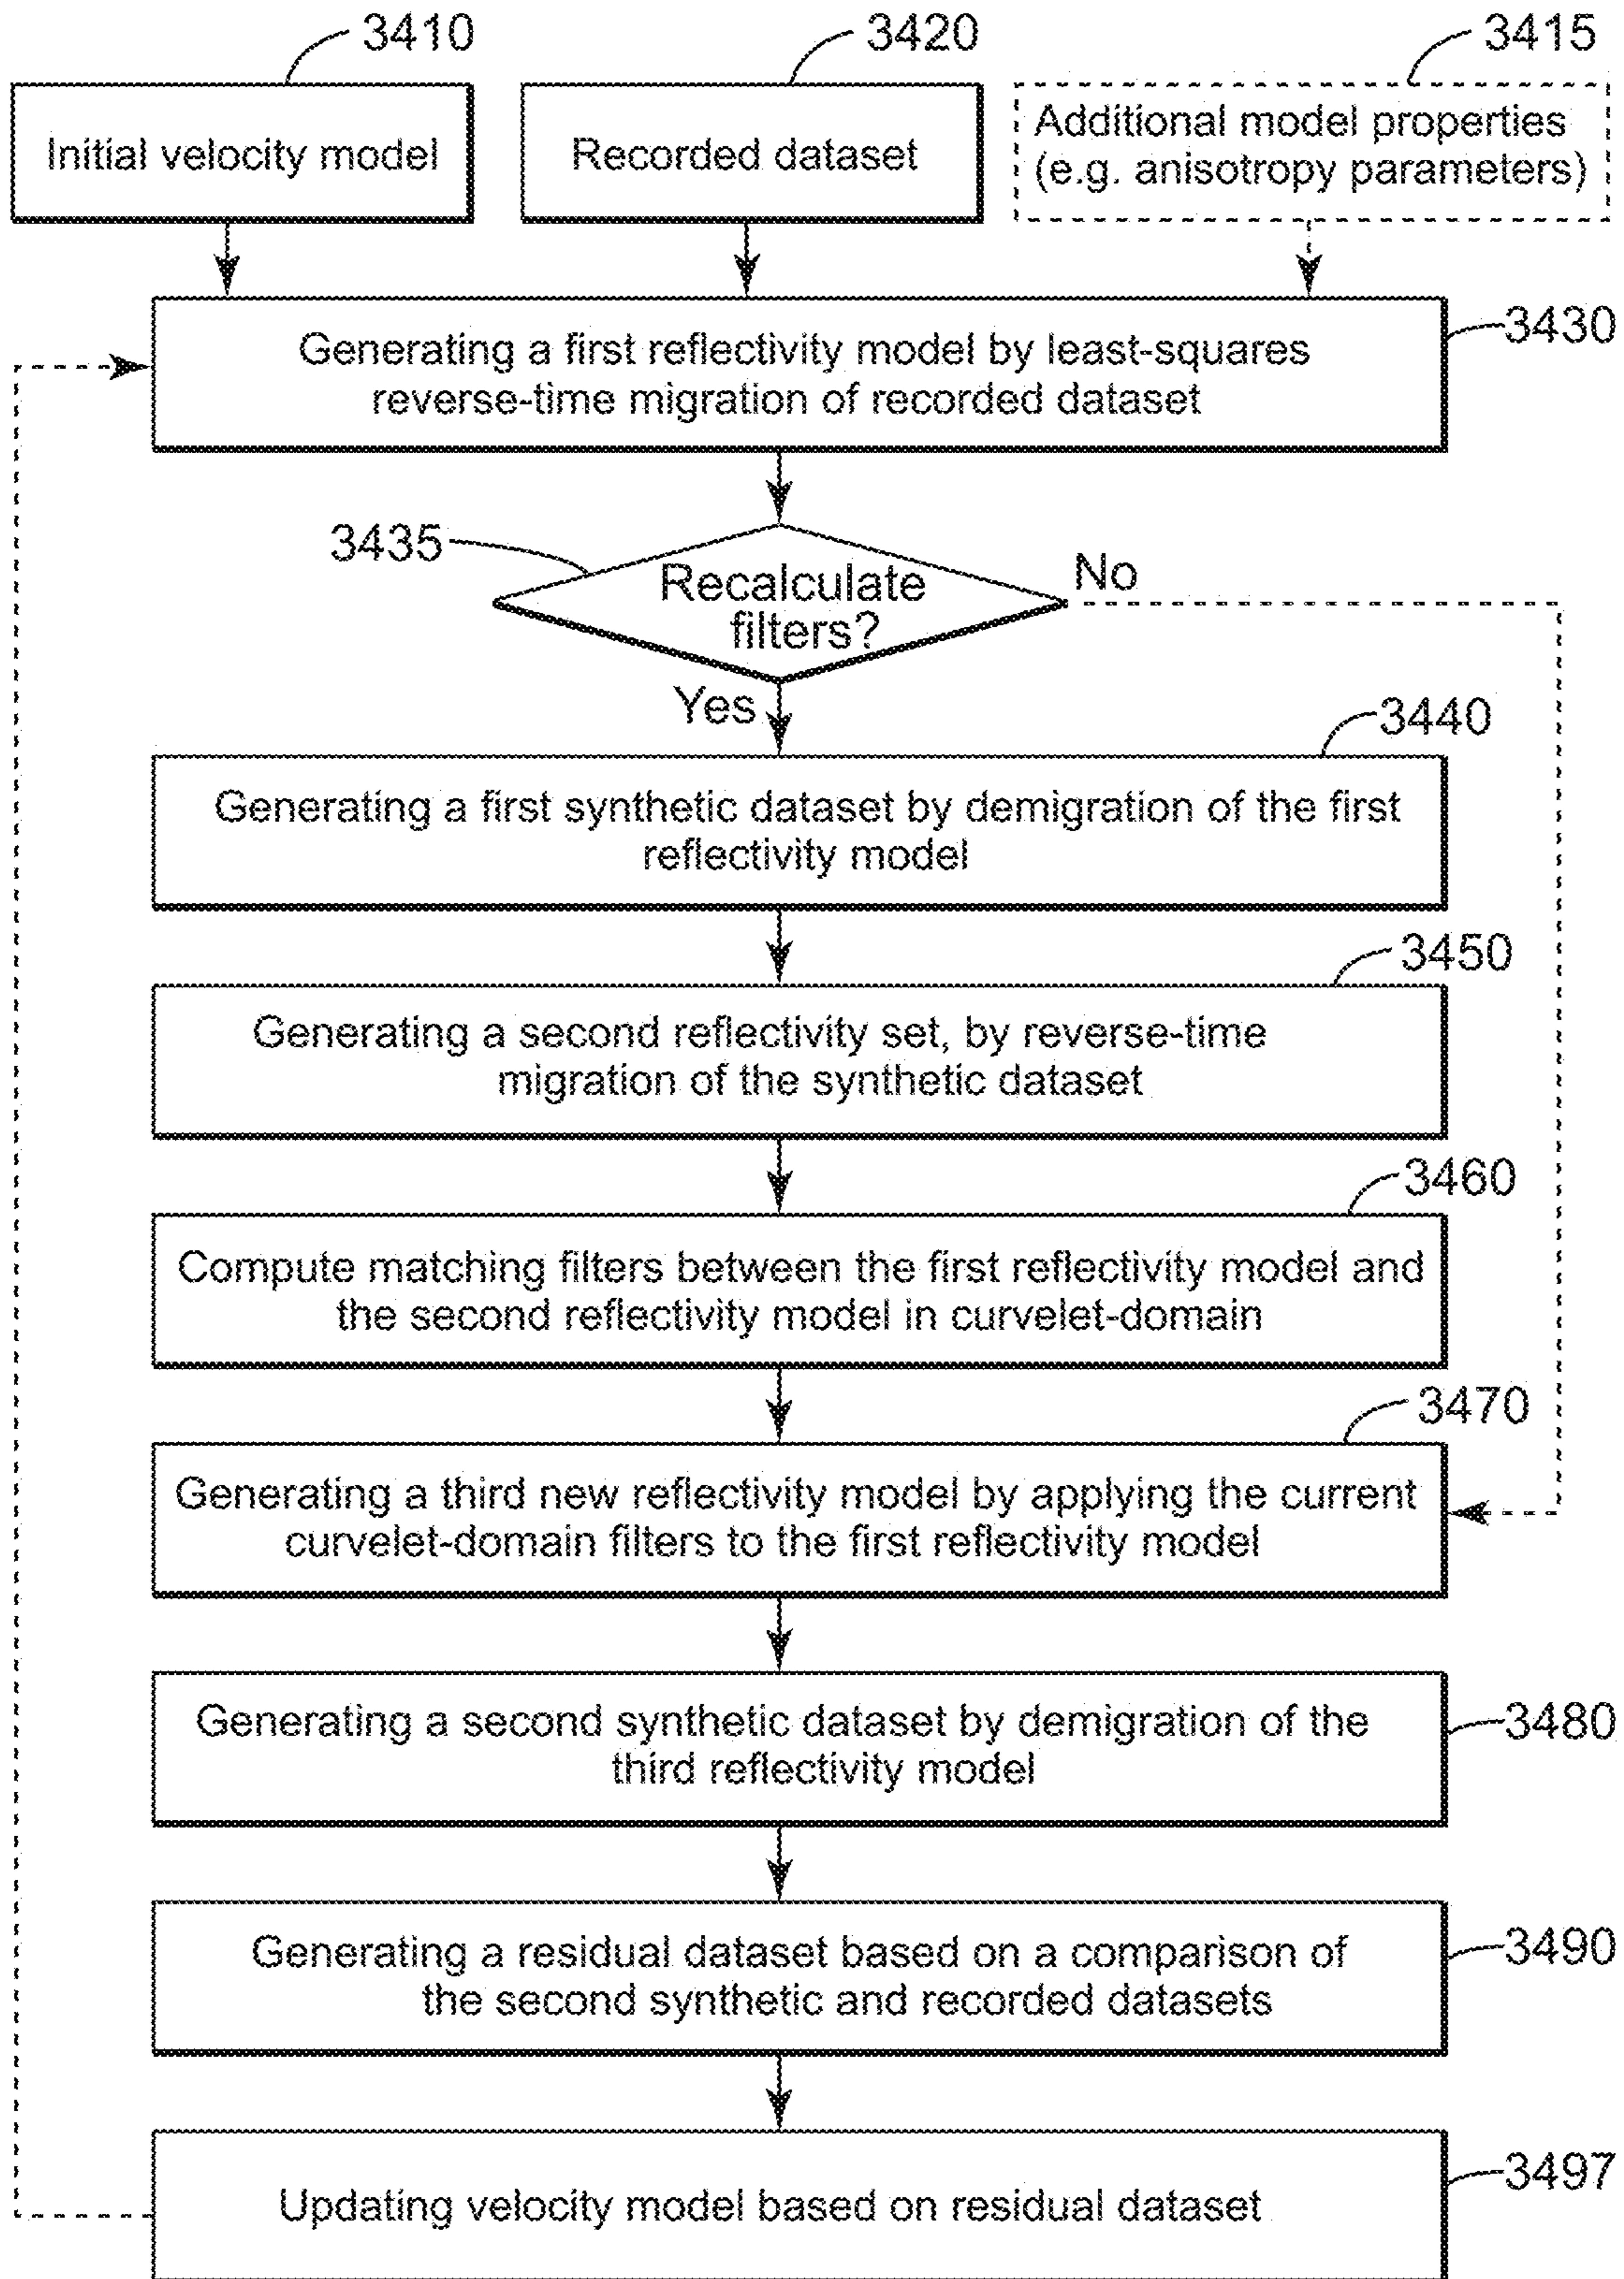 3410
3420
3415
Initial velocity model
Recorded dataset
Additional model properties
(e.g. anisotropy parameters)
3430
Generating a first reflectivity model by least-squares
reverse-time migration of recorded dataset
3435
Recalculate
filters?
No
Yes
3440
Generating a first synthetic dataset by demigration of the first
reflectivity model
3450
Generating a second reflectivity set, by reverse-time
migration of the synthetic dataset
3460
Compute matching filters between the first reflectivity model and
the second reflectivity model in curvelet-domain
3470
Generating a third new reflectivity model by applying the current
curvelet-domain filters to the first reflectivity model
3480
Generating a second synthetic dataset by demigration of the
third reflectivity model
3490
Generating a residual dataset based on a comparison of
the second synthetic and recorded datasets
3497
Updating velocity model based on residual dataset